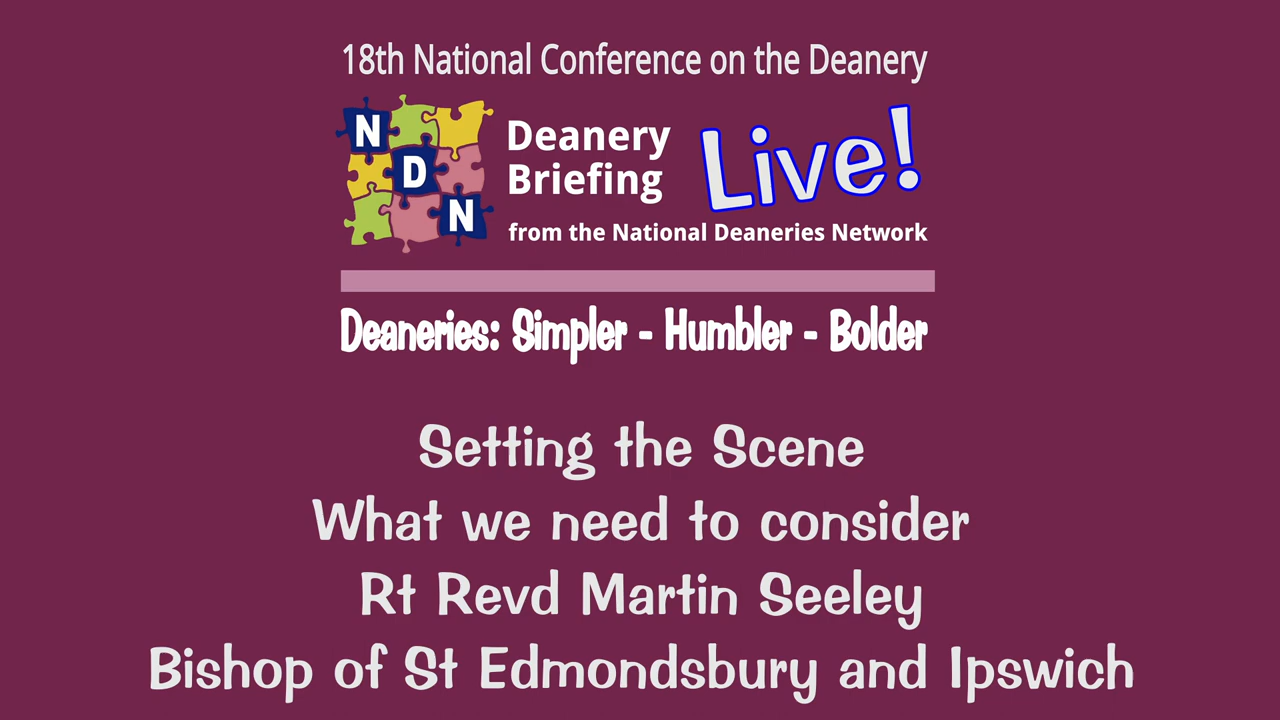 18th National Conference on the Deanery
N
D
N
Deanery
Briefing
Live!
from the National Deaneries Network
Deaneries: Simpler - Humbler - Bolder
Setting the Scene
What we need to consider
Rt Revd Martin Seeley
Bishop of St Edmondsbury and Ipswich